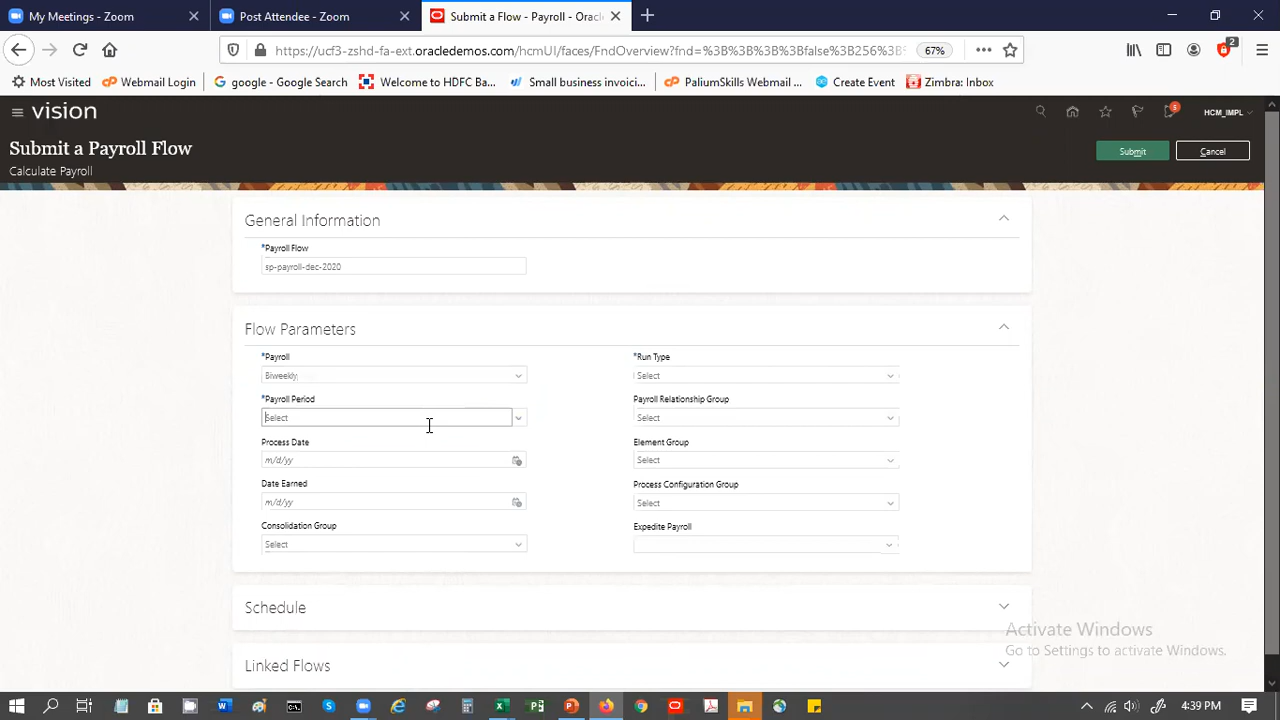 My Meetings - Zoom
Post Attendee - Zoom
Submit a Flow - Payroll - Oracl
https://ucf3-zshd-fa-ext.oracledemos.com/hcmUI/faces/FndOverview?fnd=%3B%3B%3B%3Bfalse%3B256%3B%
67%
Most Visited
Webmail Login
google - Google Search
Welcome to HDFC Ba...
Small business invoici...
PaliumSkills Webmail ...
Create Event
Zimbra: Inbox
2
vision
5
HCM_IMPL
Submit a Payroll Flow
Calculate Payroll
Submit
Cancel
General Information
*Payroll Flow
sp-payroll-dec-2020
Flow Parameters
*Payroll
Biweekly
*Run Type
Select
*Payroll Period
Select
Payroll Relationship Group
Select
Process Date
m/d/yy
Element Group
Select
Date Earned
m/d/yy
Process Configuration Group
Select
Consolidation Group
Select
Expedite Payroll
Schedule
Linked Flows
Activate Windows
Go to Settings to activate Windows.
4:39 PM